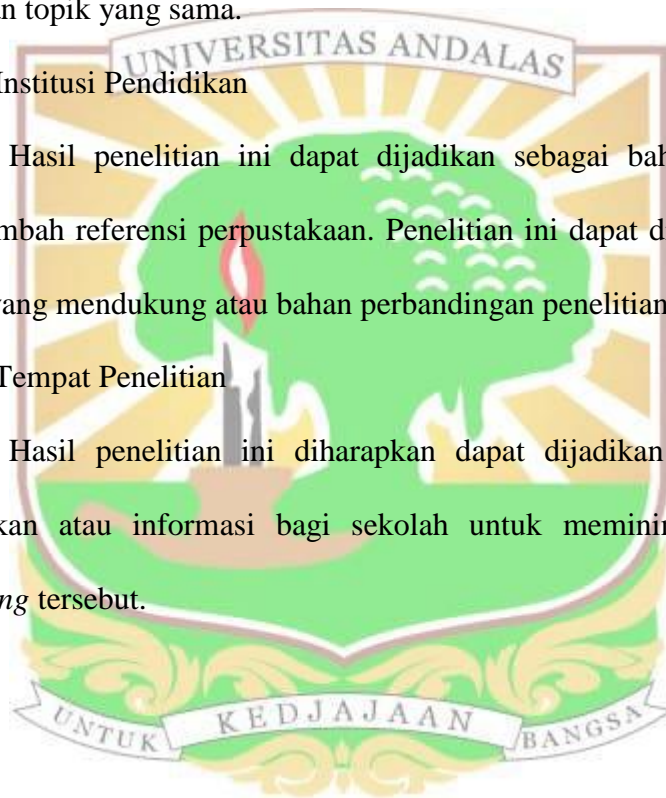 an topik yang sama.
UNIVERSITAS ANDALAS
Institusi Pendidikan
Hasil penelitian ini dapat dijadikan sebagai bah
mbah referensi perpustakaan. Penelitian ini dapat d
yang mendukung atau bahan perbandingan penelitian
Tempat Penelitian
Hasil penelitian ini diharapkan dapat dijadikan
kan atau informasi bagi sekolah untuk memini
ng tersebut.
UNTUK KEDJAJAAN BANGSA